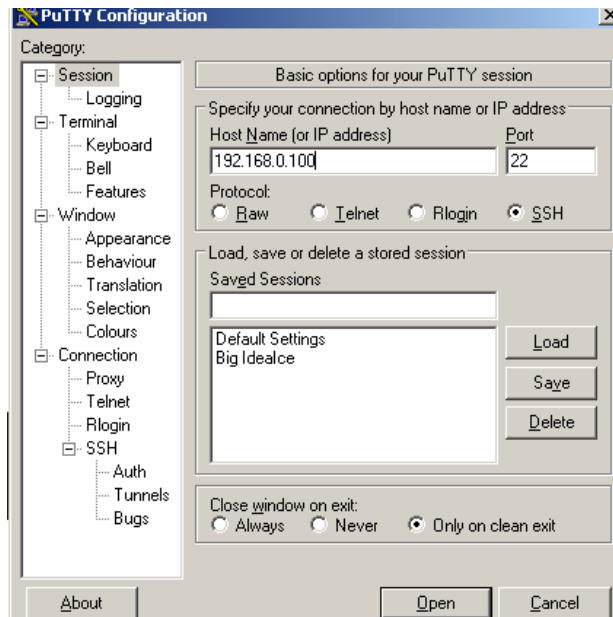 PuTTY Configuration
Category:
Session
Logging
Terminal
Keyboard
Bell
Features
Window
Appearance
Behaviour
Translation
Selection
Colours
Connection
Proxy
Telnet
Rlogin
SSH
Auth
Tunnels
Bugs
Basic options for your PuTTY session
Specify your connection by host name or IP address
Host Name (or IP address) Port
192.168.0.100 22
Protocol:
Raw Telnet Rlogin SSH
Load, save or delete a stored session
Saved Sessions
Default Settings
Big IdeaIce
Load
Save
Delete
Close window on exit:
Always Never Only on clean exit
About Open Cancel